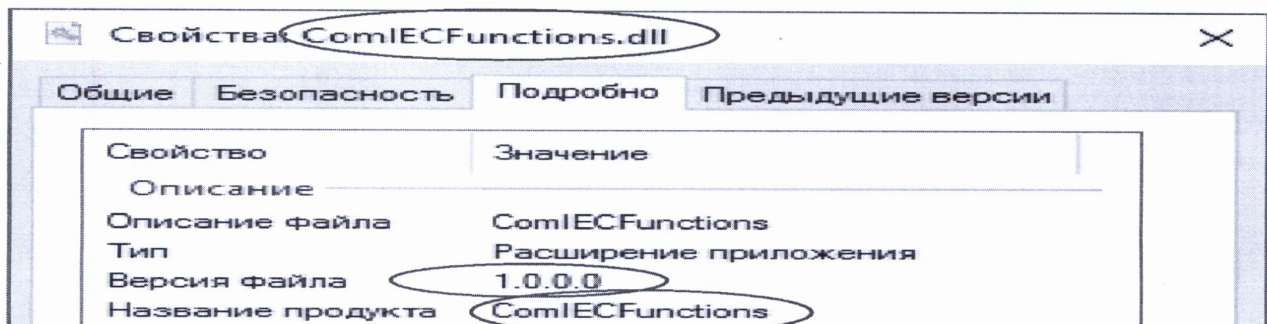 Свойства: ComIECFunctions.dll
Общие Безопасность Подробно Предыдущие версии
Свойство Значение
Описание
Описание файла ComIECFunctions
Тип Расширение приложения
Версия файла 1.0.0.0
Название продукта ComIECFunctions